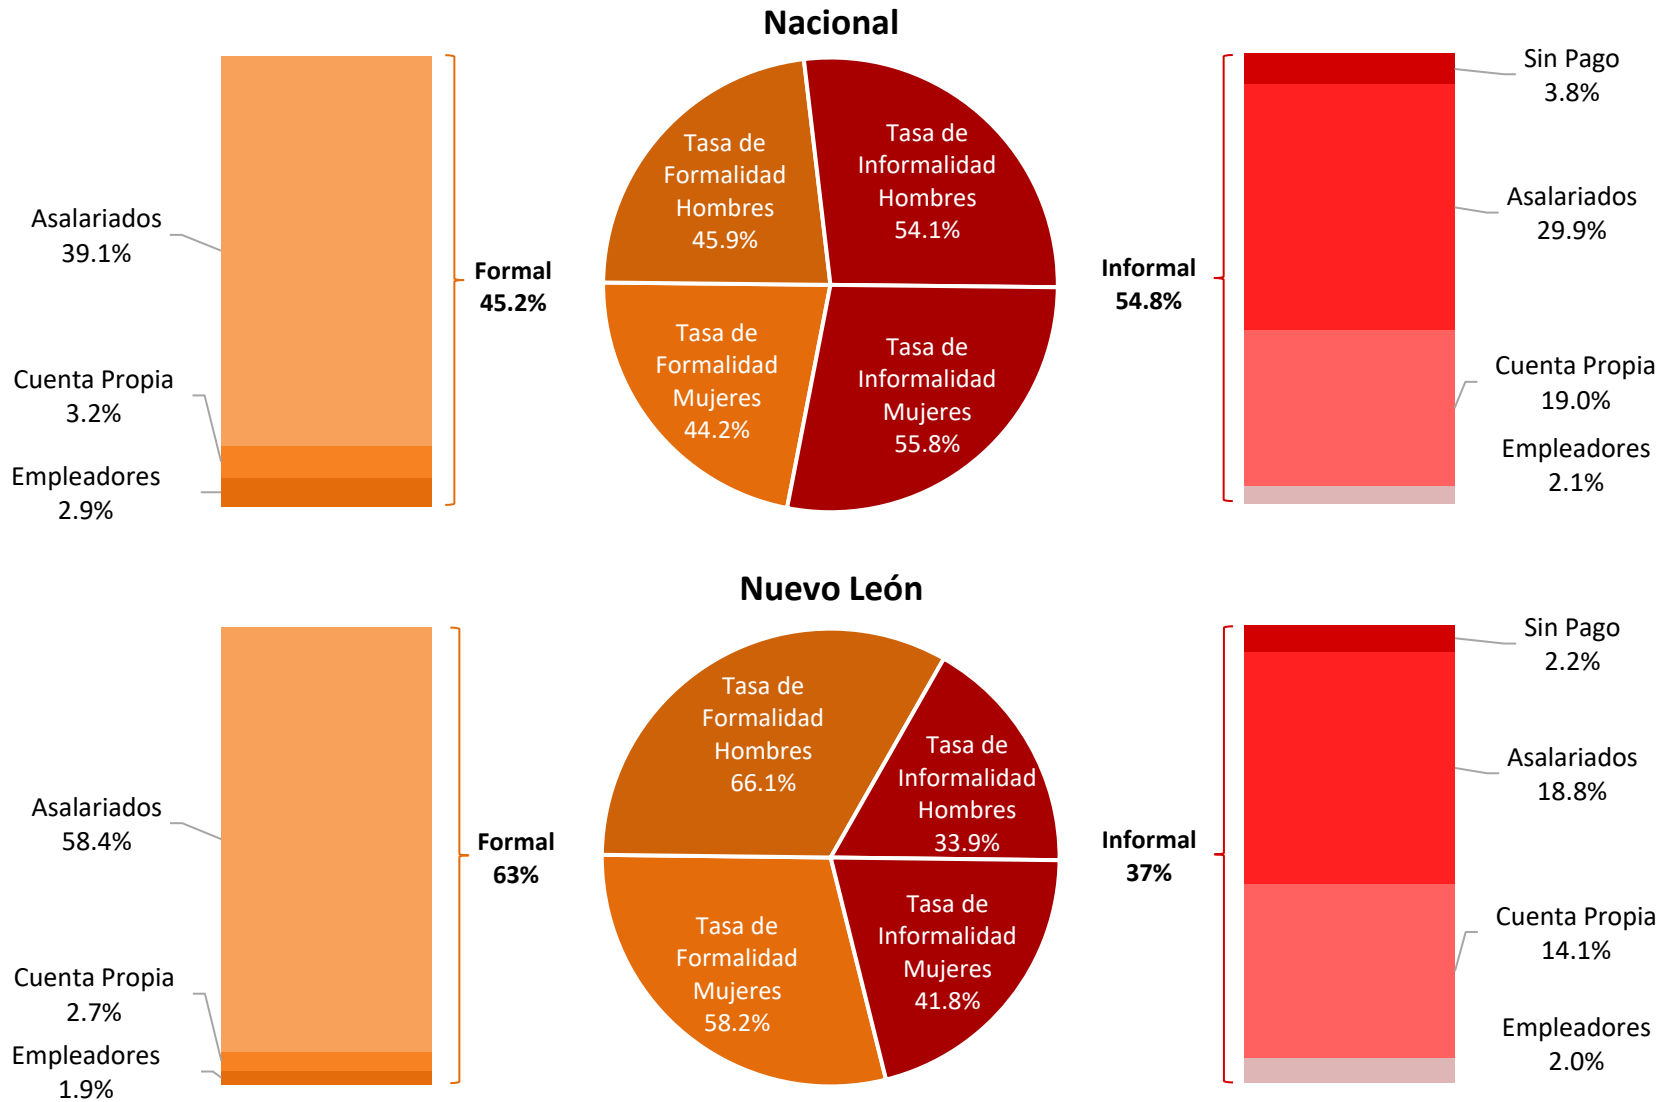 Nacional
Asalariados
39.1%
Cuenta Propia
3.2%
Empleadores
2.9%
Formal
45.2%
Tasa de
Formalidad
Hombres
45.9%
Tasa de
Informalidad
Hombres
54.1%
Tasa de
Formalidad
Mujeres
44.2%
Tasa de
Informalidad
Mujeres
55.8%
Informal
54.8%
Sin Pago
3.8%
Asalariados
29.9%
Cuenta Propia
19.0%
Empleadores
2.1%
Nuevo León
Asalariados
58.4%
Cuenta Propia
2.7%
Empleadores
1.9%
Formal
63%
Tasa de
Formalidad
Hombres
66.1%
Tasa de
Informalidad
Hombres
33.9%
Tasa de
Formalidad
Mujeres
58.2%
Tasa de
Informalidad
Mujeres
41.8%
Informal
37%
Sin Pago
2.2%
Asalariados
18.8%
Cuenta Propia
14.1%
Empleadores
2.0%